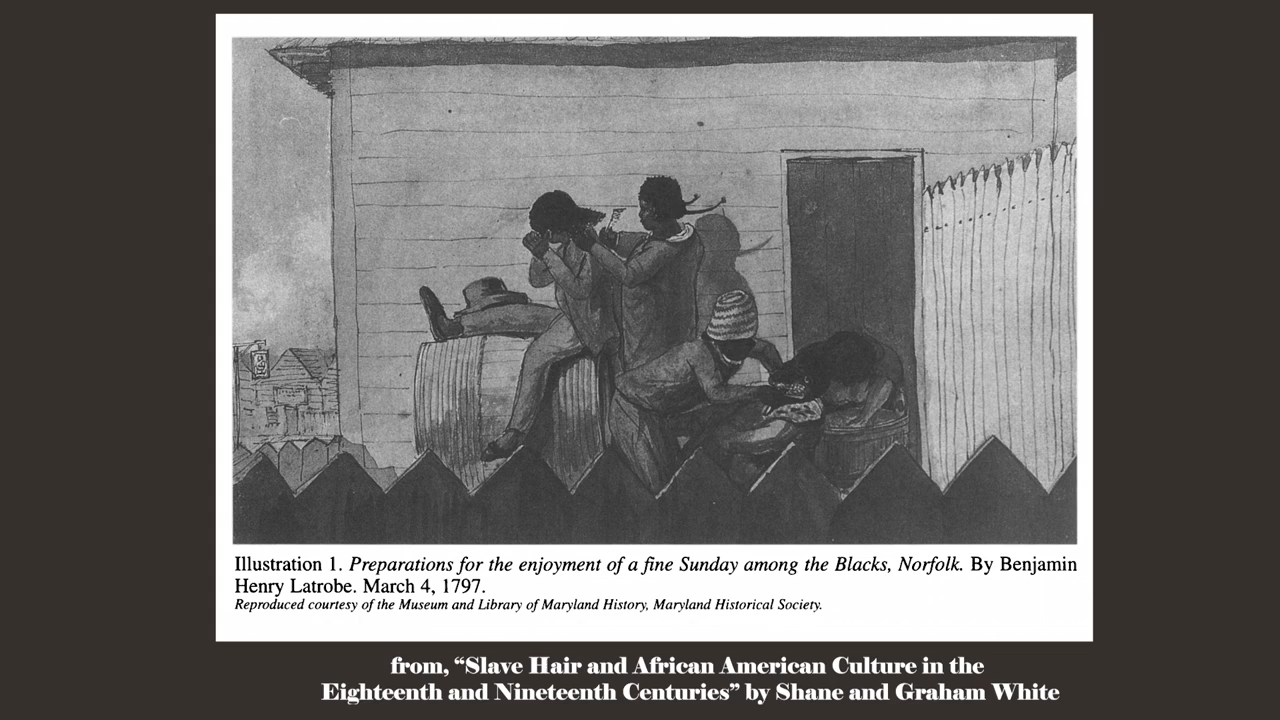 Illustration 1. Preparations for the enjoyment of a fine Sunday among the Blacks, Norfolk. By Benjamin
Henry Latrobe. March 4, 1797.
Reproduced courtesy of the Museum and Library of Maryland History, Maryland Historical Society.
from, “Slave Hair and African American Culture in the
Eighteenth and Nineteenth Centuries” by Shane and Graham White